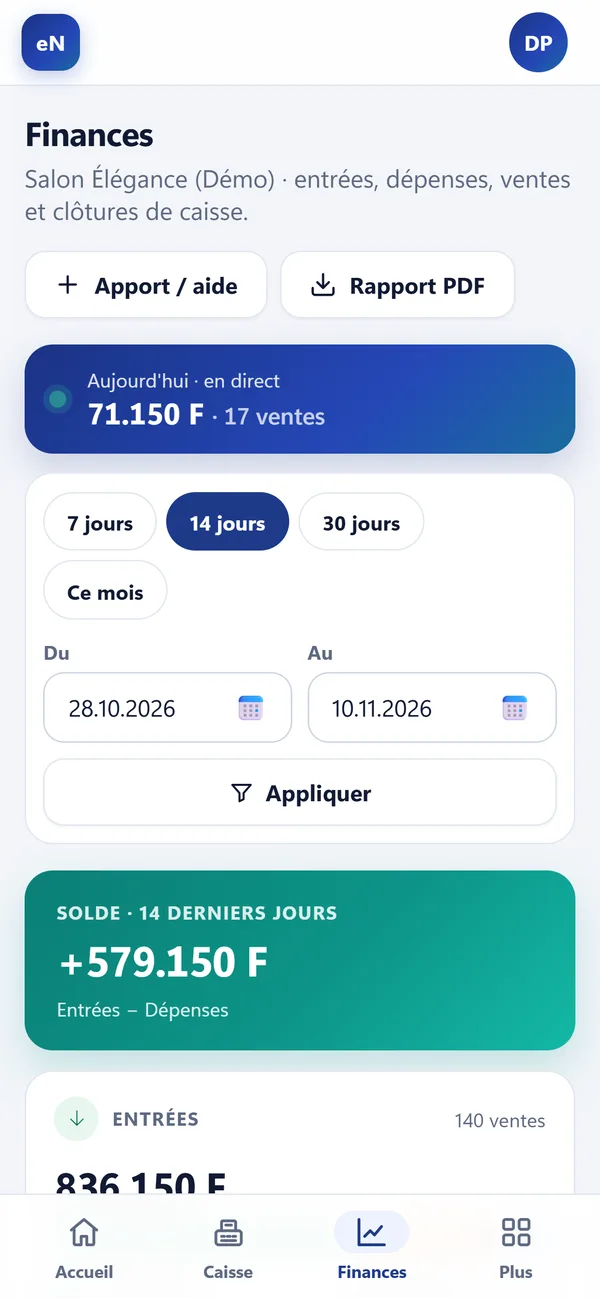 eN
DP
Finances
Salon Élégance (Démo) · entrées, dépenses, ventes
et clôtures de caisse.
Apport / aide
Rapport PDF
Aujourd'hui · en direct
71.150 F · 17 ventes
7 jours
14 jours
30 jours
Ce mois
Du
Au
28.10.2026
10.11.2026
Appliquer
SOLDE · 14 DERNIERS JOURS
+579.150 F
Entrées – Dépenses
ENTRÉES
140 ventes
836.150 F
Accueil
Caisse
Finances
Plus